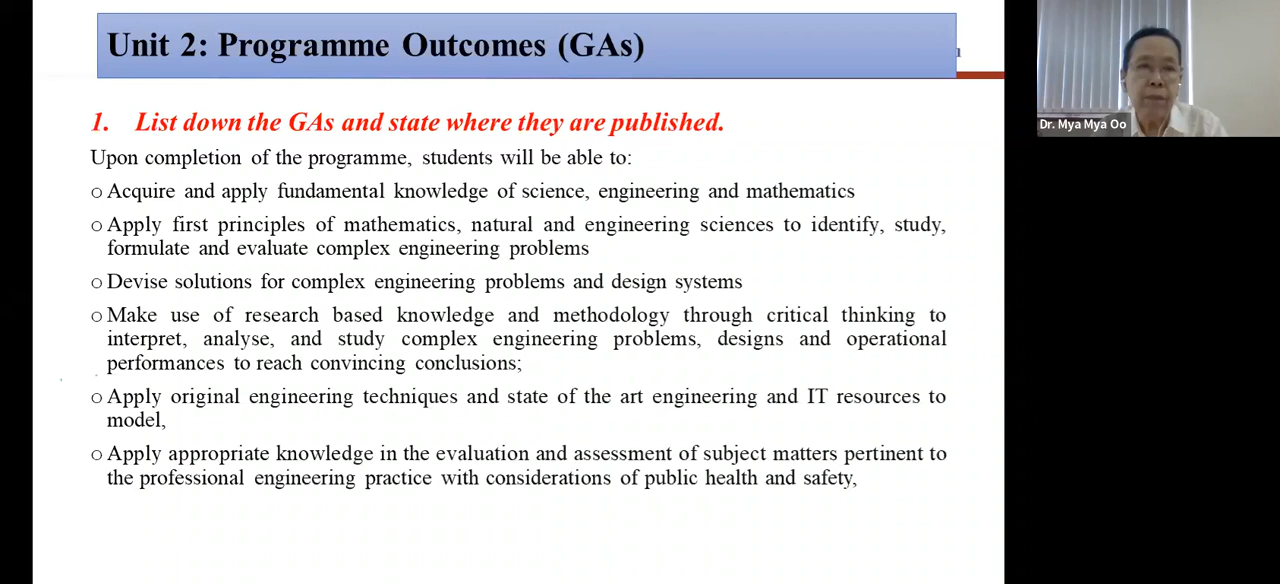 Unit 2: Programme Outcomes (GAs)
1. List down the GAs and state where they are published.
Upon completion of the programme, students will be able to:
o Acquire and apply fundamental knowledge of science, engineering and mathematics
o Apply first principles of mathematics, natural and engineering sciences to identify, study,
formulate and evaluate complex engineering problems
o Devise solutions for complex engineering problems and design systems
o Make use of research based knowledge and methodology through critical thinking to
interpret, analyse, and study complex engineering problems, designs and operational
performances to reach convincing conclusions;
o Apply original engineering techniques and state of the art engineering and IT resources to
model,
o Apply appropriate knowledge in the evaluation and assessment of subject matters pertinent to
the professional engineering practice with considerations of public health and safety,
Dr. Mya Mya Oo